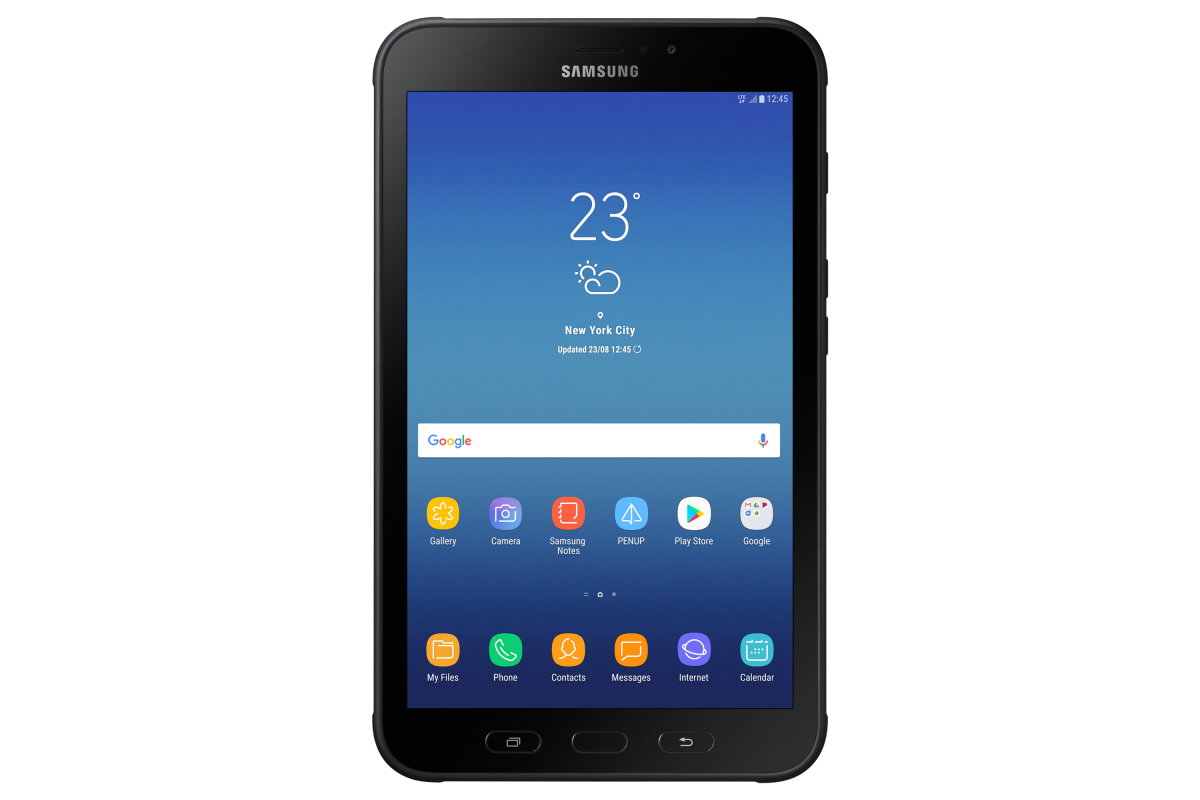 SAMSUNG
LTE 12:45
23°
New York City
Updated 23/08 12:45
Google
Gallery
Camera
Samsung
Notes
PENUP
Play Store
Google
My Files
Phone
Contacts
Messages
Internet
Calendar